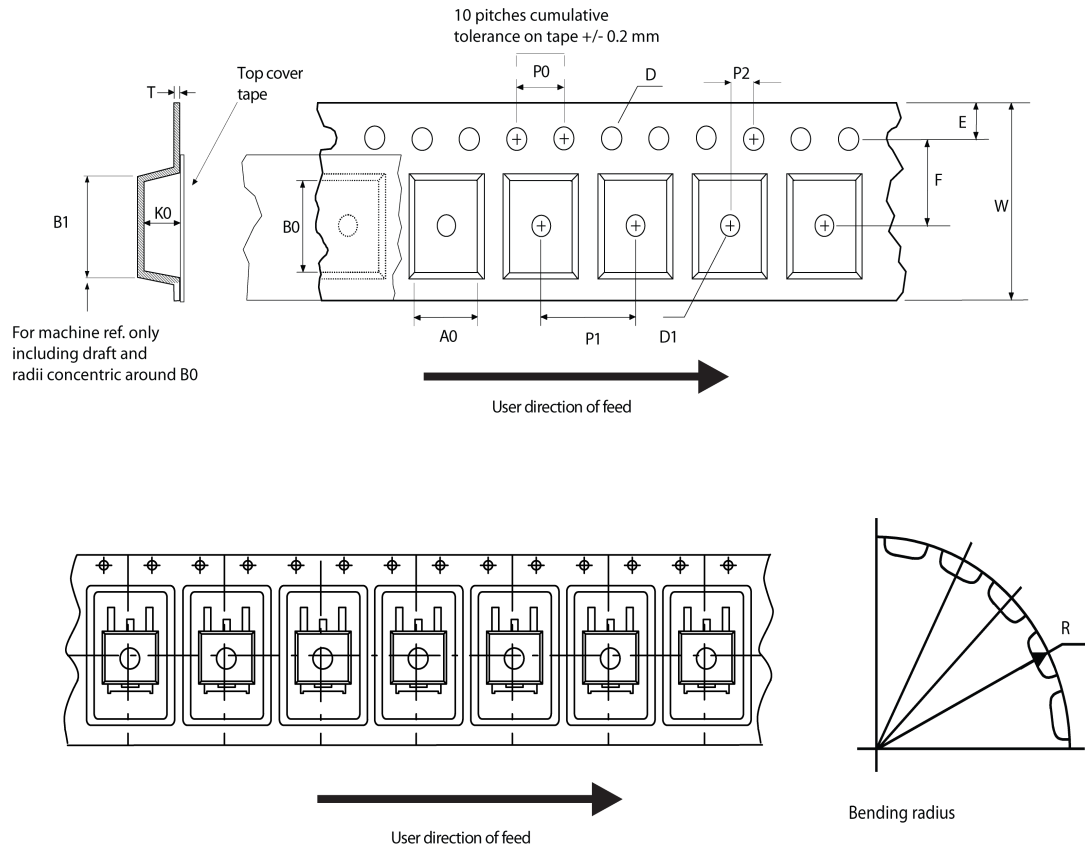 10 pitches cumulative
tolerance on tape +/- 0.2 mm
Top cover
tape
T
P0
D
P2
E
F
W
B1
K0
B0
For machine ref. only
including draft and
radii concentric around B0
A0
P1
D1
User direction of feed
R
Bending radius
User direction of feed